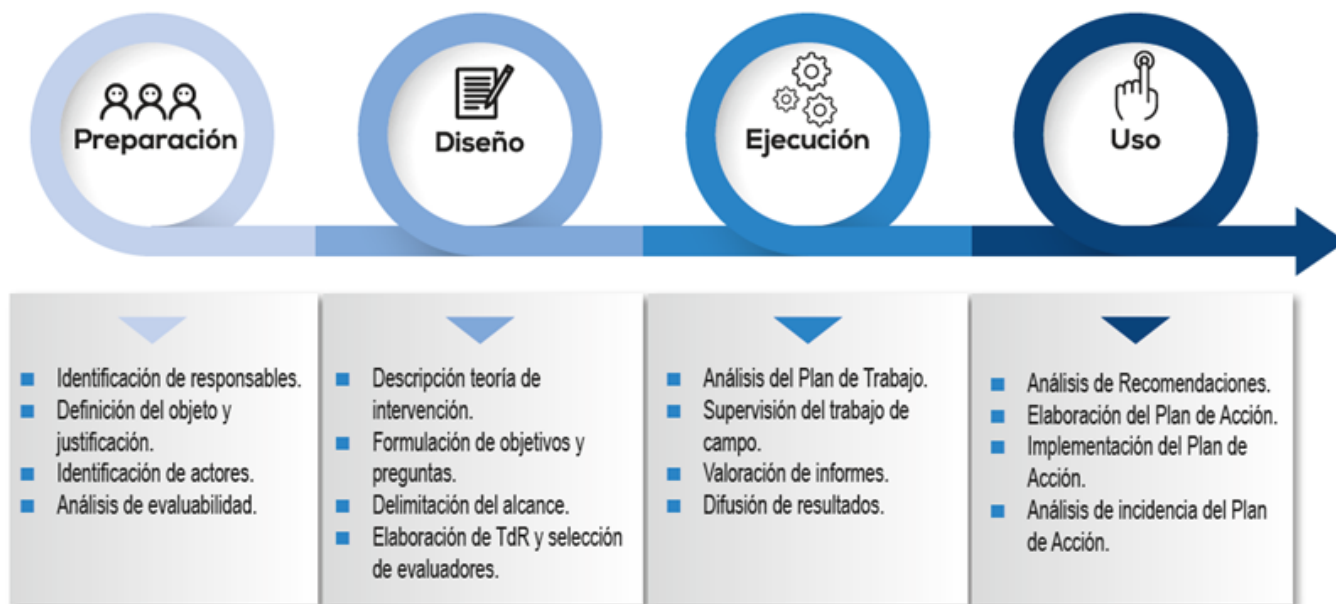 Preparación
Diseño
Ejecución
Uso
Identificación de responsables.
Definición del objeto y
justificación.
Identificación de actores.
Análisis de evaluabilidad.
Descripción teoría de
intervención.
Formulación de objetivos y
preguntas.
Delimitación del alcance.
Elaboración de TdR y selección
de evaluadores.
Análisis del Plan de Trabajo.
Supervisión del trabajo de
campo.
Valoración de informes.
Difusión de resultados.
Análisis de Recomendaciones.
Elaboración del Plan de Acción.
Implementación del Plan de
Acción.
Análisis de incidencia del Plan
de Acción.